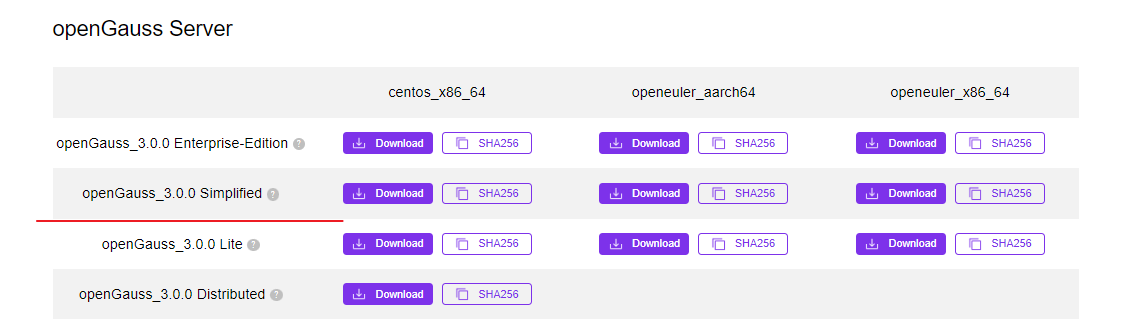 openGauss Server
centos_x86_64 openeuler_aarch64 openeuler_x86_64
openGauss_3.0.0 Enterprise-Edition ? Download SHA256 Download SHA256 Download SHA256
openGauss_3.0.0 Simplified ? Download SHA256 Download SHA256 Download SHA256
openGauss_3.0.0 Lite ? Download SHA256 Download SHA256 Download SHA256
openGauss_3.0.0 Distributed ? Download SHA256